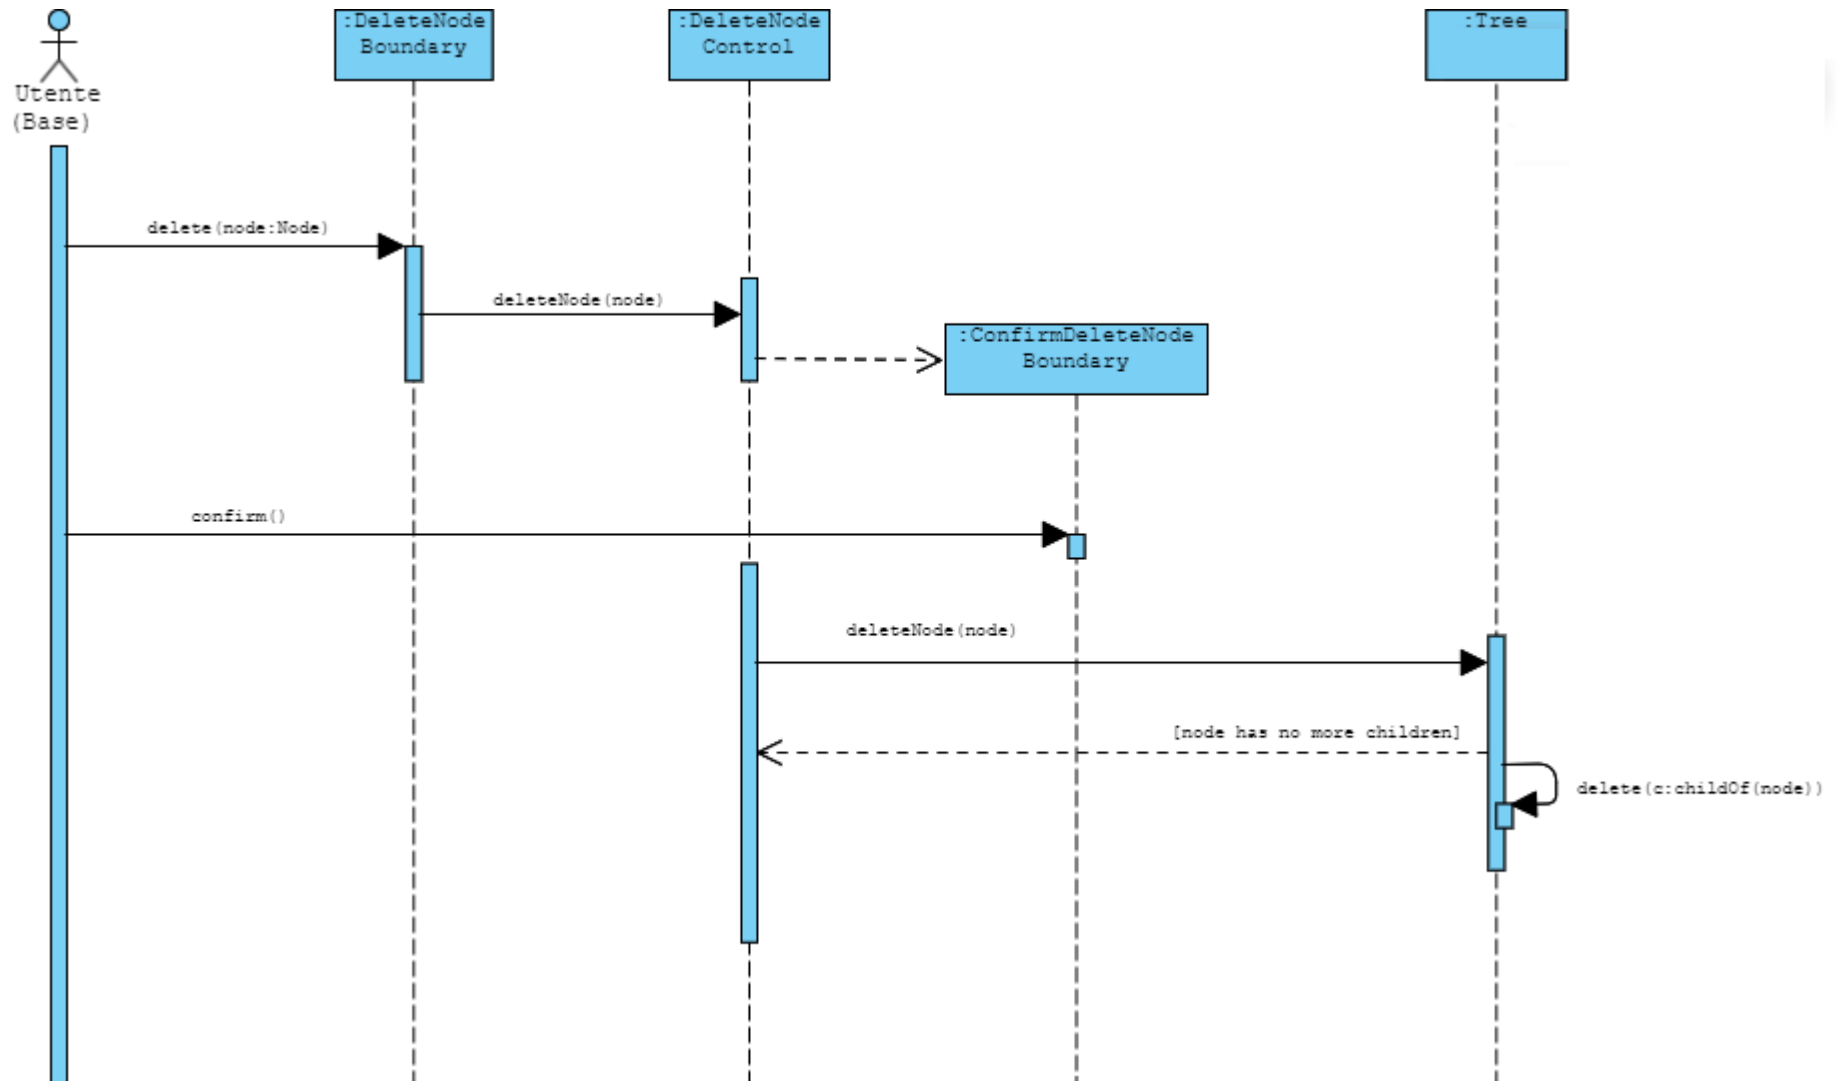 :DeleteNode
Boundary
:DeleteNode
Control
:Tree
Utente
(Base)
delete(node:Node)
deleteNode(node)
:ConfirmDeleteNode
Boundary
confirm()
deleteNode(node)
[node has no more children]
delete(c:childOf(node))